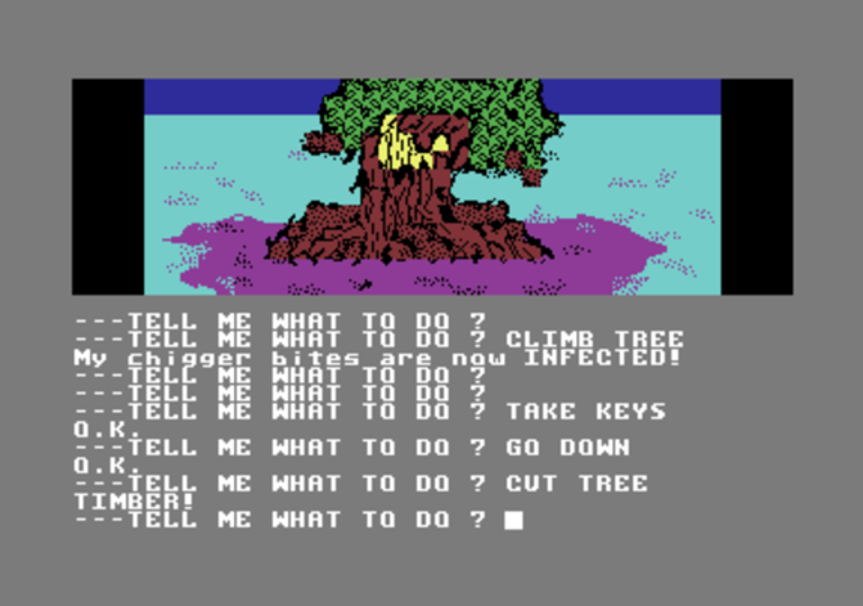 ---TELL ME WHAT TO DO ?
---TELL ME WHAT TO DO ? CLIMB TREE
My chigger bites are now INFECTED!
---TELL ME WHAT TO DO ?
---TELL ME WHAT TO DO ?
---TELL ME WHAT TO DO ? TAKE KEYS
O.K.
---TELL ME WHAT TO DO ? GO DOWN
O.K.
---TELL ME WHAT TO DO ? CUT TREE
TIMBER!
---TELL ME WHAT TO DO ?